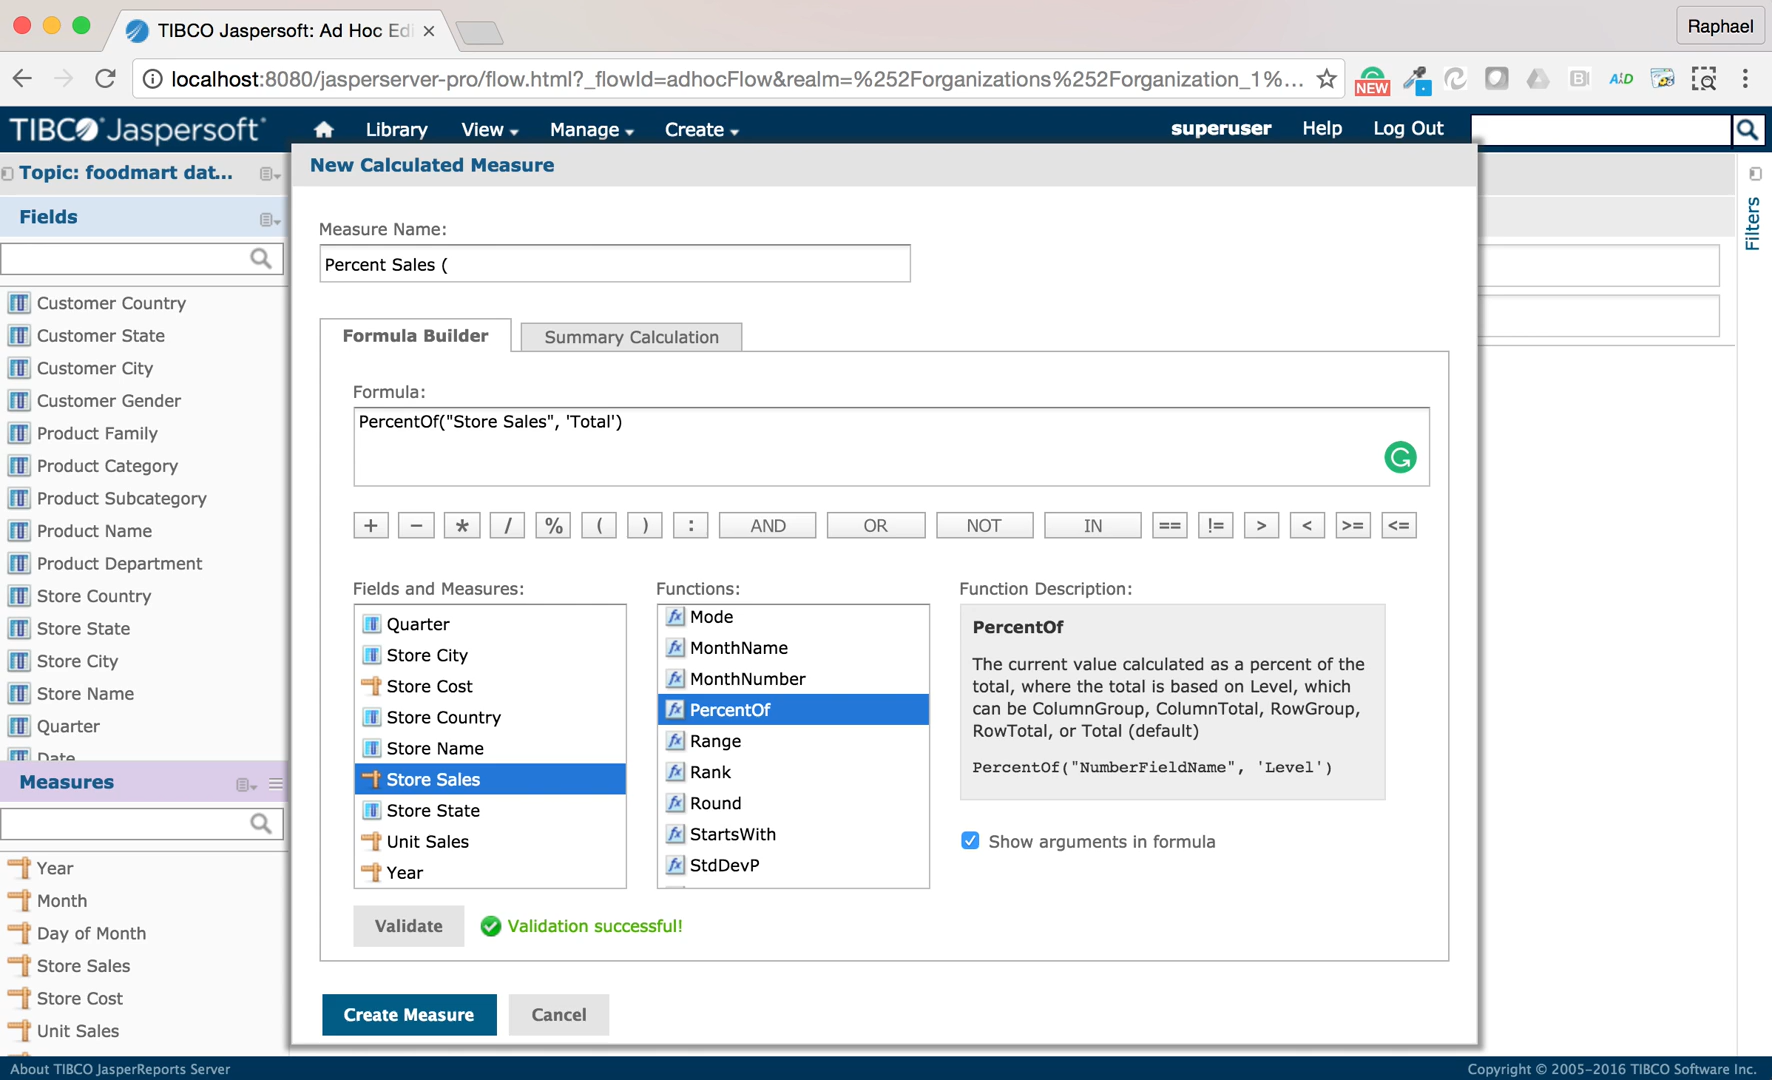 TIBCO Jaspersoft: Ad Hoc Edi
Raphael
localhost:8080/jasperserver-pro/flow.html?_flowId=adhocFlow&realm=%252Forganizations%252Forganization_1%...
NEW
TIBCO Jaspersoft
Library
View
Manage
Create
superuser
Help
Log Out
Topic: foodmart dat...
Fields
Customer Country
Customer State
Customer City
Customer Gender
Product Family
Product Category
Product Subcategory
Product Name
Product Department
Store Country
Store State
Store City
Store Name
Quarter
Date
Measures
Year
Month
Day of Month
Store Sales
Store Cost
Unit Sales
New Calculated Measure
Measure Name:
Percent Sales (
Formula Builder
Summary Calculation
Formula:
PercentOf("Store Sales", 'Total')
+ − * / % ( ) : AND OR NOT IN == != > < >= <=
Fields and Measures:
Quarter
Store City
Store Cost
Store Country
Store Name
Store Sales
Store State
Unit Sales
Year
Functions:
Mode
MonthName
MonthNumber
PercentOf
Range
Rank
Round
StartsWith
StdDevP
Function Description:
PercentOf
The current value calculated as a percent of the
total, where the total is based on Level, which
can be ColumnGroup, ColumnTotal, RowGroup,
RowTotal, or Total (default)
PercentOf("NumberFieldName", 'Level')
Show arguments in formula
Validate
Validation successful!
Create Measure
Cancel
Filters
About TIBCO JasperReports Server
Copyright © 2005-2016 TIBCO Software Inc.